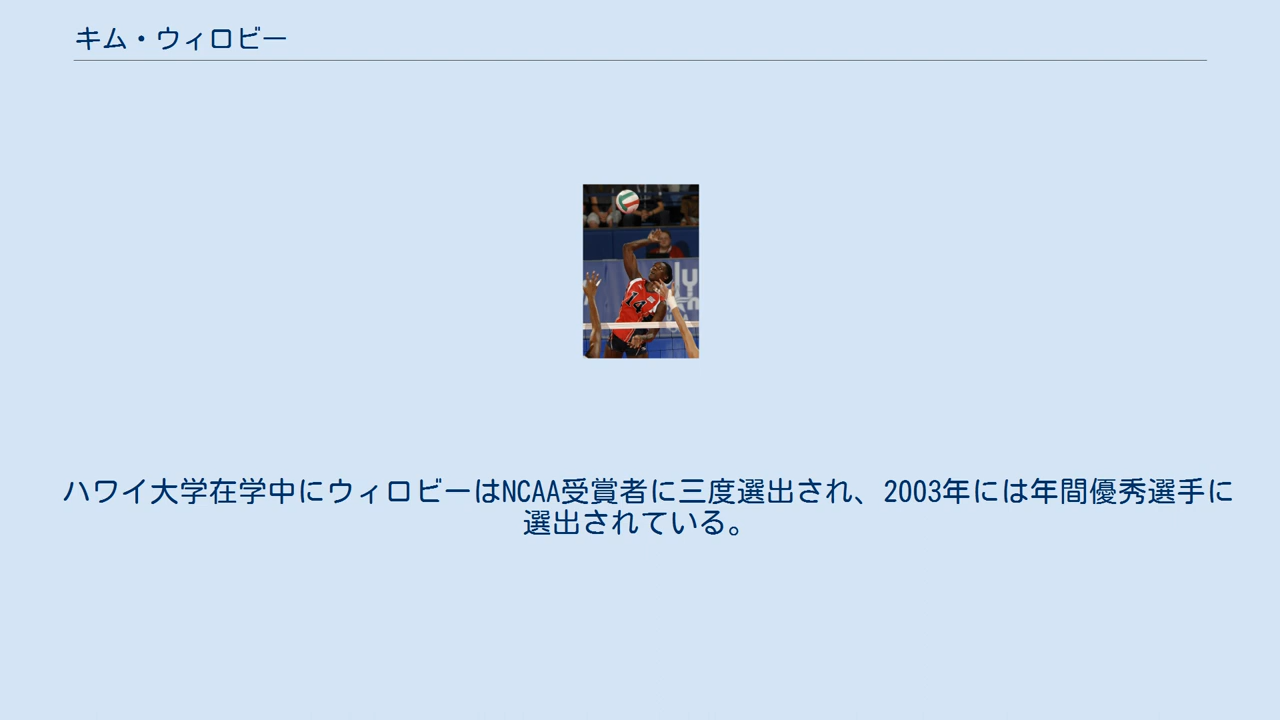 キム・ウィロビー
14
ハワイ大学在学中にウィロビーはNCAA受賞者に三度選出され、2003年には年間優秀選手に
選出されている。